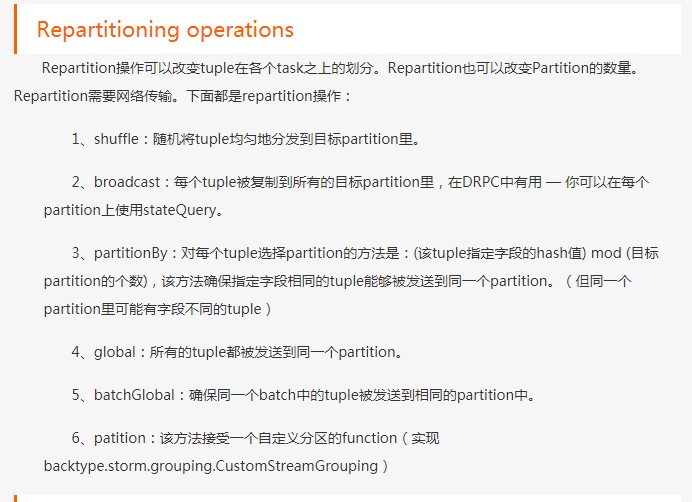 Repartitioning operations
Repartition操作可以改变tuple在各个task之上的划分。Repartition也可以改变Partition的数量。
Repartition需要网络传输。下面都是repartition操作：
1、shuffle：随机将tuple均匀地分发到目标partition里。
2、broadcast：每个tuple被复制到所有的目标partition里，在DRPC中有用 — 你可以在每个
partition上使用stateQuery。
3、partitionBy：对每个tuple选择partition的方法是：(该tuple指定字段的hash值) mod (目标
partition的个数)，该方法确保指定字段相同的tuple能够被发送到同一个partition。（但同一个
partition里可能有字段不同的tuple）
4、global：所有的tuple都被发送到同一个partition。
5、batchGlobal：确保同一个batch中的tuple被发送到相同的partition中。
6、patition：该方法接受一个自定义分区的function（实现
backtype.storm.grouping.CustomStreamGrouping）